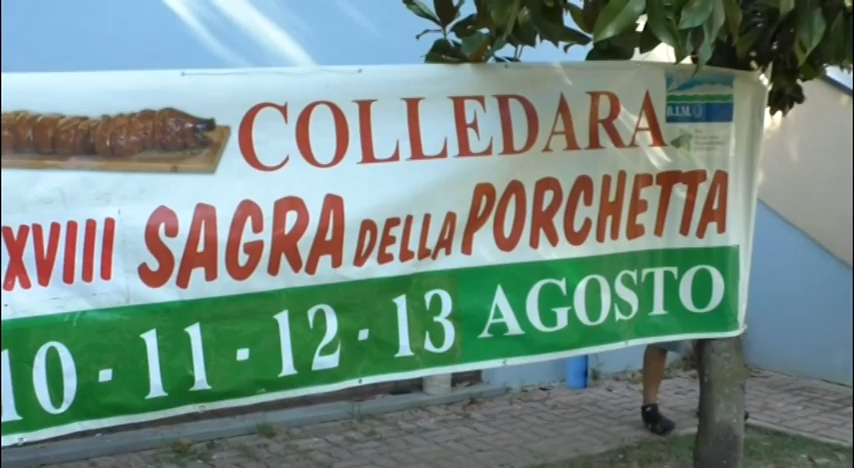 COLLEDARA
B.I.M.
XVIII SAGRA DELLA PORCHETTA
10 - 11 - 12 - 13 AGOSTO